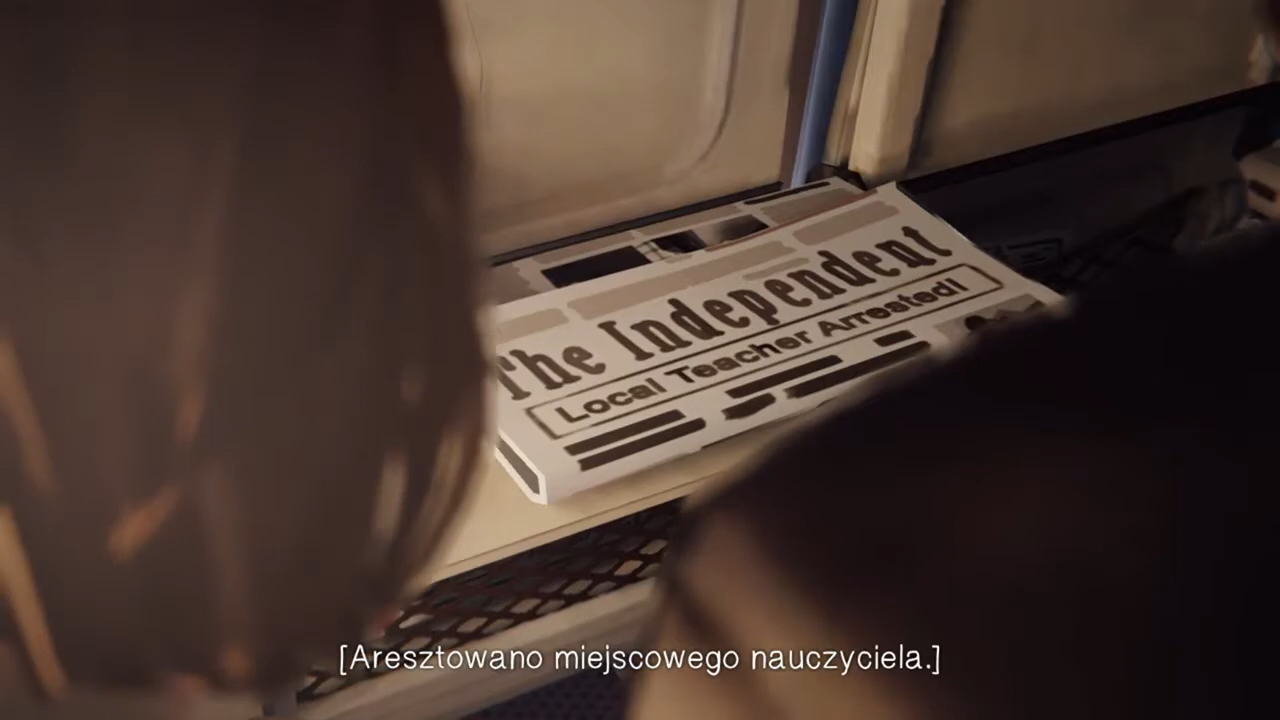 The Independent
Local Teacher Arrested!
[Aresztowano miejscowego nauczyciela.]